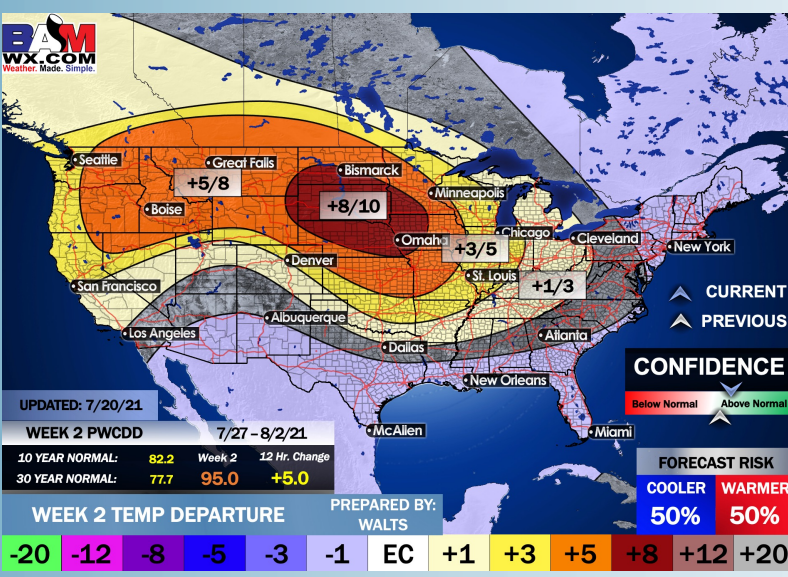 BAM
WX.COM
Weather. Made. Simple.
Seattle
Great Falls
+5/8
Bismarck
Boise
+8/10
Minneapolis
Omaha
Chicago
+3/5
Cleveland
New York
Denver
St. Louis
+1/3
San Francisco
Los Angeles
Albuquerque
Dallas
Atlanta
New Orleans
McAllen
Miami
CURRENT
PREVIOUS
CONFIDENCE
Below Normal Above Normal
UPDATED: 7/20/21
WEEK 2 PWCDD 7/27 – 8/2/21
10 YEAR NORMAL: 82.2 Week 2 12 Hr. Change
30 YEAR NORMAL: 77.7 95.0 +5.0
FORECAST RISK
COOLER WARMER
50% 50%
WEEK 2 TEMP DEPARTURE
PREPARED BY:
WALTS
-20 -12 -8 -5 -3 -1 EC +1 +3 +5 +8 +12 +20